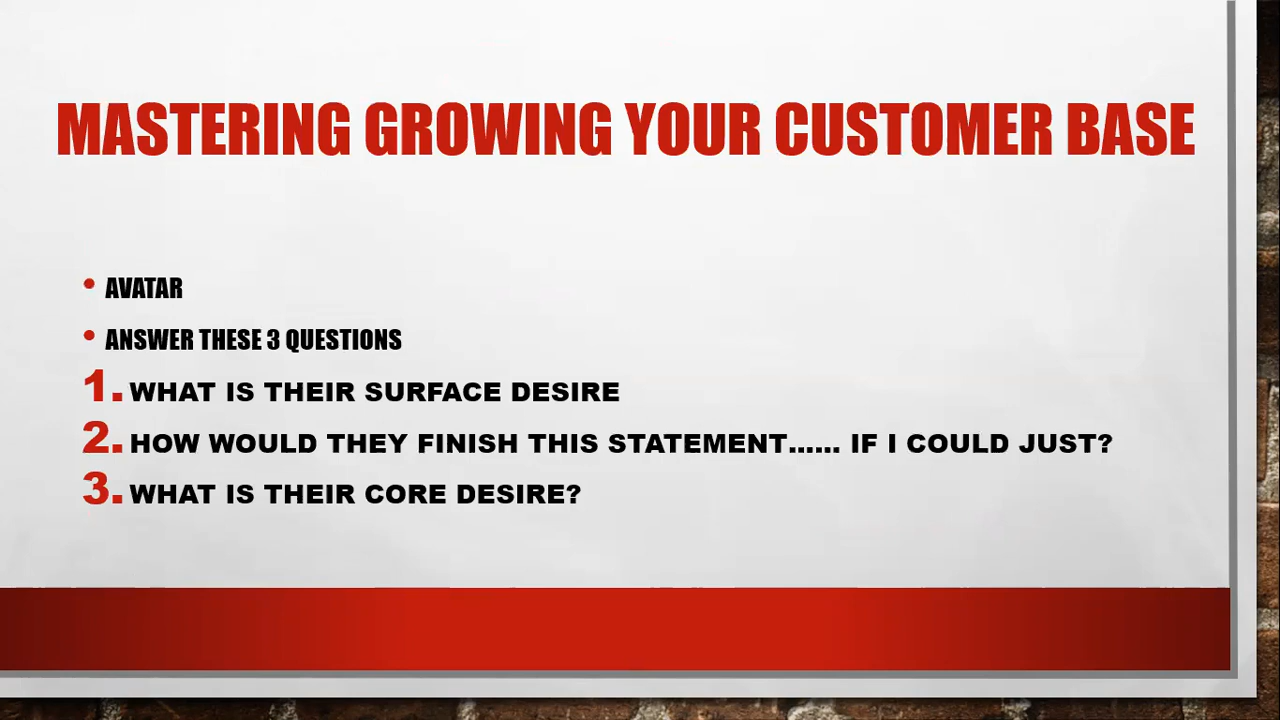 MASTERING GROWING YOUR CUSTOMER BASE
• AVATAR
• ANSWER THESE 3 QUESTIONS
1. WHAT IS THEIR SURFACE DESIRE
2. HOW WOULD THEY FINISH THIS STATEMENT…… IF I COULD JUST?
3. WHAT IS THEIR CORE DESIRE?